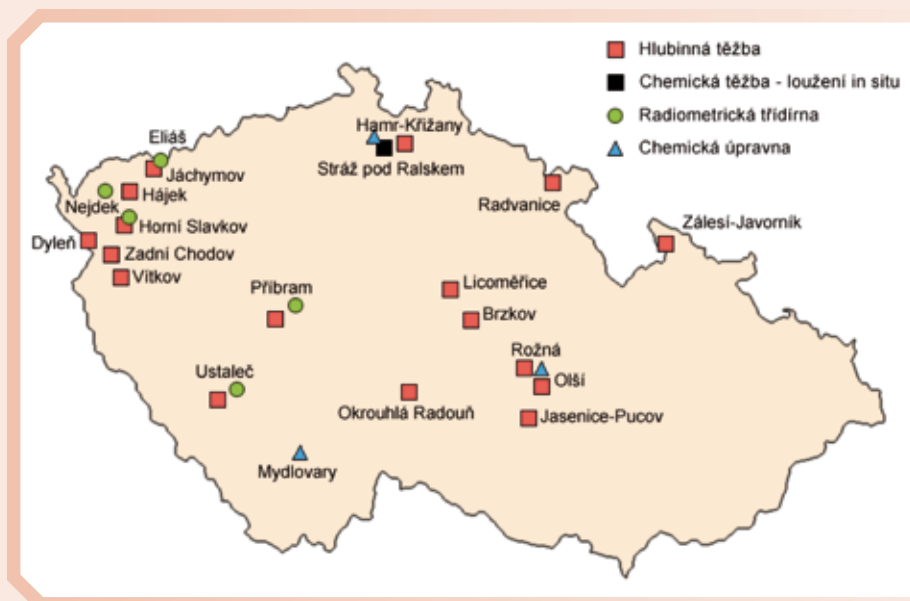 Hlubinná těžba
Chemická těžba - loužení in situ
Radiometrická třídírna
Chemická úpravna
Hamr-Křižany
Stráž pod Ralskem
Eliáš
Jáchymov
Hájek
Nejdek
Horní Slavkov
Dyleň
Zadní Chodov
Vítkov
Radvanice
Zálesí-Javorník
Příbram
Licoměřice
Brzkov
Rožná
Olší
Ustaleč
Okrouhlá Radouň
Jasenice-Pucov
Mydlovary